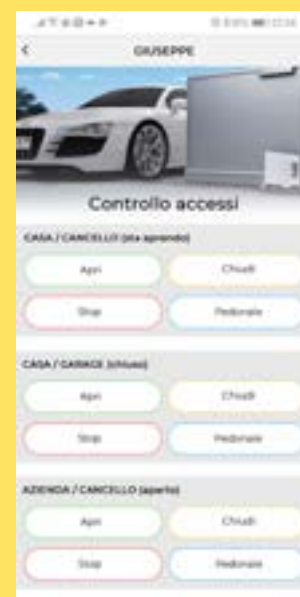 GIUSEPPE
Controllo accessi
CASA / CANCELLO (sta aprendo)
Apri Chiudi
Stop Pedonale
CASA / GARAGE (chiuso)
Apri Chiudi
Stop Pedonale
AZIENDA / CANCELLO (aperto)
Apri Chiudi
Stop Pedonale